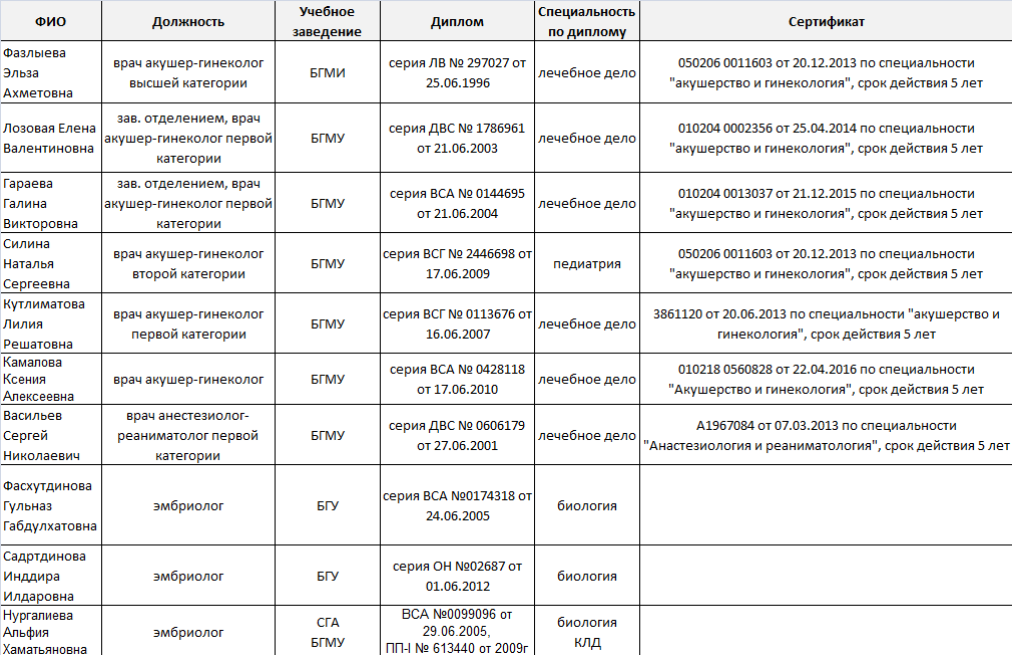 ФИО Должность Учебное заведение Диплом Специальность по диплому Сертификат
Фазлыева Эльза Ахметовна врач акушер-гинеколог высшей категории БГМИ серия ЛВ № 297027 от 25.06.1996 лечебное дело 050206 0011603 от 20.12.2013 по специальности "акушерство и гинекология", срок действия 5 лет
Лозовая Елена Валентиновна зав. отделением, врач акушер-гинеколог первой категории БГМУ серия ДВС № 1786961 от 21.06.2003 лечебное дело 010204 0002356 от 25.04.2014 по специальности "акушерство и гинекология", срок действия 5 лет
Гараева Галина Викторовна зав. отделением, врач акушер-гинеколог первой категории БГМУ серия ВСА № 0144695 от 21.06.2004 лечебное дело 010204 0013037 от 21.12.2015 по специальности "акушерство и гинекология", срок действия 5 лет
Силина Наталья Сергеевна врач акушер-гинеколог второй категории БГМУ серия ВСГ № 2446698 от 17.06.2009 педиатрия 050206 0011603 от 20.12.2013 по специальности "акушерство и гинекология", срок действия 5 лет
Кутлиматова Лилия Решатовна врач акушер-гинеколог первой категории БГМУ серия ВСГ № 0113676 от 16.06.2007 лечебное дело 3861120 от 20.06.2013 по специальности "акушерство и гинекология", срок действия 5 лет
Камалова Ксения Алексеевна врач акушер-гинеколог БГМУ серия ВСА № 0428118 от 17.06.2010 лечебное дело 010218 0560828 от 22.04.2016 по специальности "Акушерство и гинекология", срок действия 5 лет
Васильев Сергей Николаевич врач анестезиолог-реаниматолог первой категории БГМУ серия ДВС № 0606179 от 27.06.2001 лечебное дело А1967084 от 07.03.2013 по специальности "Анастезиология и реаниматология", срок действия 5 лет
Фасхутдинова Гульназ Габдулхатовна эмбриолог БГУ серия ВСА №0174318 от 24.06.2005 биология
Садртдинова Инддира Илдаровна эмбриолог БГУ серия ОН №02687 от 01.06.2012 биология
Нургалиева Альфия Хаматьяновна эмбриолог СГА БГМУ ВСА №0099096 от 29.06.2005, ПП-I № 613440 от 2009г биология КЛД